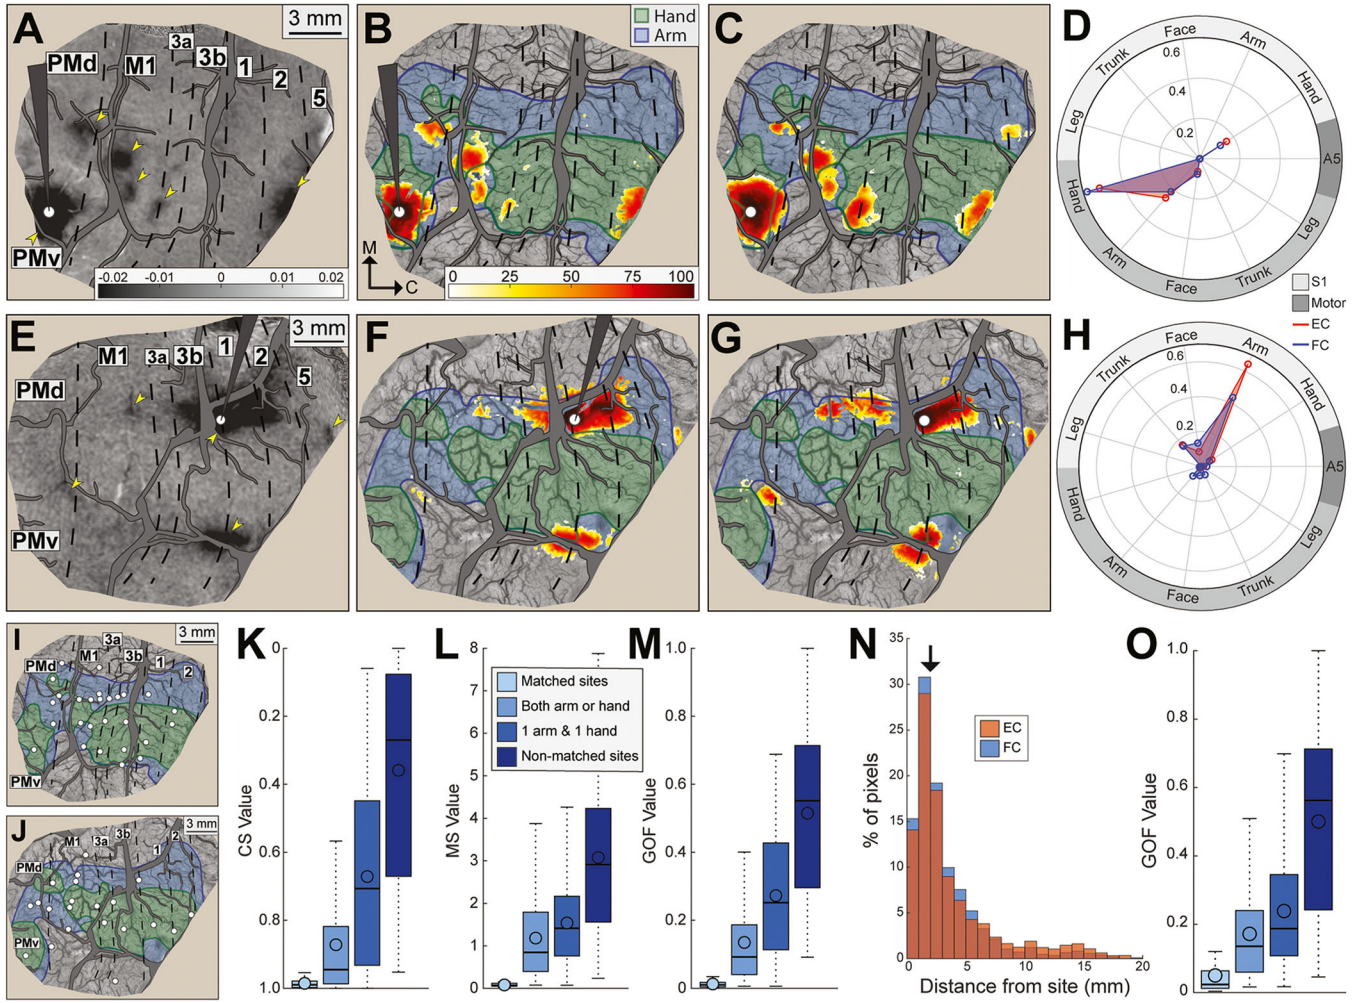 A
3 mm
3a
3b
1
2
5
PMd
M1
PMv
-0.02 -0.01 0 0.01 0.02
B
Hand
Arm
M
C
0 25 50 75 100
C
D
Face
Arm
Hand
A5
Leg
Trunk
Face
Arm
Hand
Leg
Trunk
0.6
0.4
0.2
S1
Motor
EC
FC
E
3 mm
M1
3a
3b
1
2
5
PMd
PMv
F
G
H
Face
Arm
Hand
A5
Leg
Trunk
Face
Arm
Hand
Leg
Trunk
0.6
0.4
0.2
I
3a
3 mm
M1
3b
PMd
1
2
PMv
J
3b
3 mm
M1
3a
2
1
PMd
PMv
K
CS Value
0
0.2
0.4
0.6
0.8
1.0
L
MS Value
8
7
6
5
4
3
2
1
0
Matched sites
Both arm or hand
1 arm & 1 hand
Non-matched sites
M
GOF Value
1.0
0.8
0.6
0.4
0.2
0
N
% of pixels
35
30
25
20
15
10
5
0
EC
FC
0 5 10 15 20
Distance from site (mm)
O
GOF Value
1.0
0.8
0.6
0.4
0.2
0